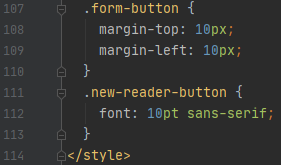 107 .form-button {
108 margin-top: 10px;
109 margin-left: 10px;
110 }
111 .new-reader-button {
112 font: 10pt sans-serif;
113 }
114 </style>